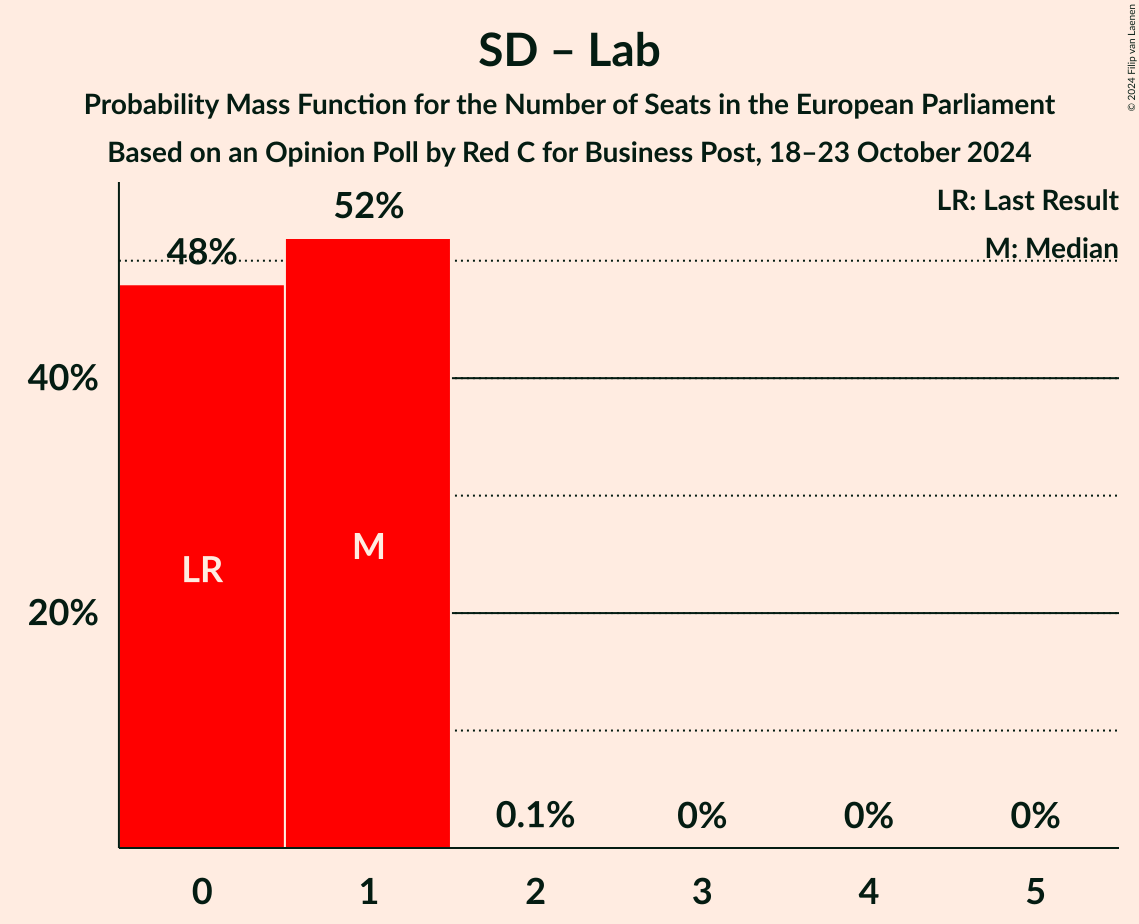 SD – Lab
Probability Mass Function for the Number of Seats in the European Parliament
Based on an Opinion Poll by Red C for Business Post, 18–23 October 2024
© 2024 Filip van Laenen
LR: Last Result
M: Median
52%
48%
40%
20%
LR
M
0.1%
0%
0%
0%
0
1
2
3
4
5